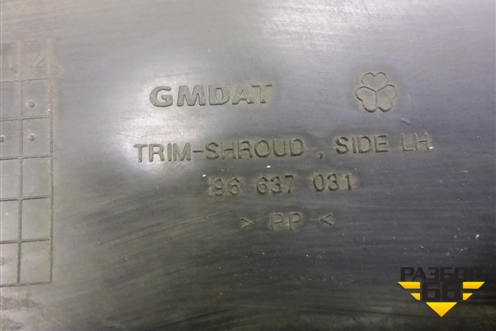 GMDAT
TRIM-SHROUD, SIDE LH
96 637 031
> PP <
РАЗБОР
66